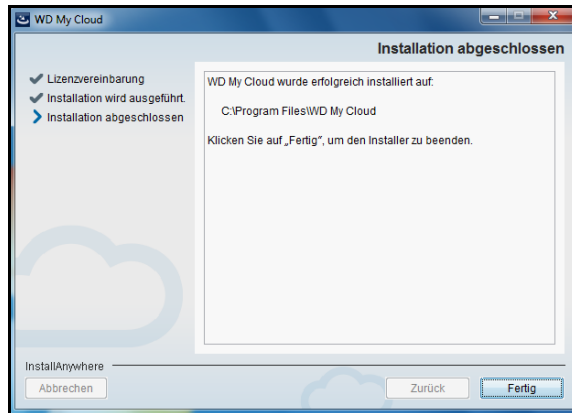 WD My Cloud
Installation abgeschlossen
Lizenzvereinbarung
Installation wird ausgeführt.
Installation abgeschlossen
WD My Cloud wurde erfolgreich installiert auf:
C:\Program Files\WD My Cloud
Klicken Sie auf „Fertig”, um den Installer zu beenden.
InstallAnywhere
Abbrechen
Zurück
Fertig